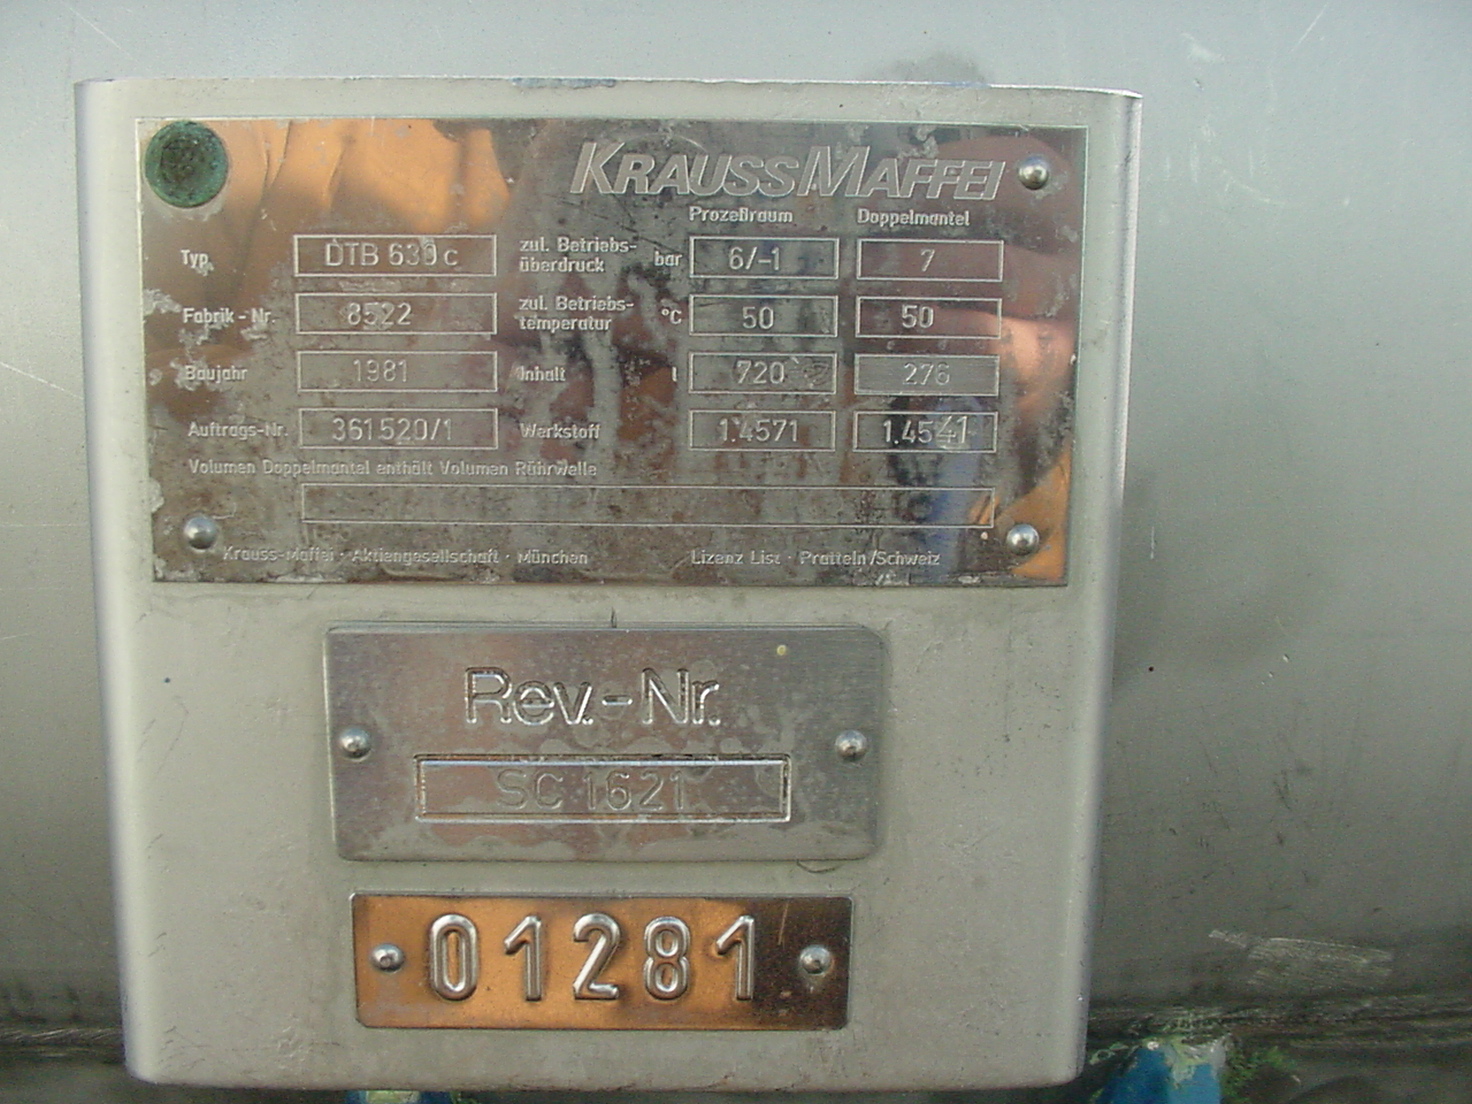 KRAUSSMAFFEI
Prozeßraum Doppelmantel
Typ DTB 630 c zul. Betriebs-überdruck bar 6/-1 7
Fabrik-Nr. 8522 zul. Betriebs-temperatur °C 50 50
Baujahr 1981 Inhalt l 720 276
Auftrags-Nr. 361520/1 Werkstoff 1.4571 1.4541
Volumen Doppelmantel enthält Volumen Rührwelle
Krauss-Maffei · Aktiengesellschaft · München Lizenz List · Pratteln/Schweiz
Rev.-Nr.
SC 1621
01281